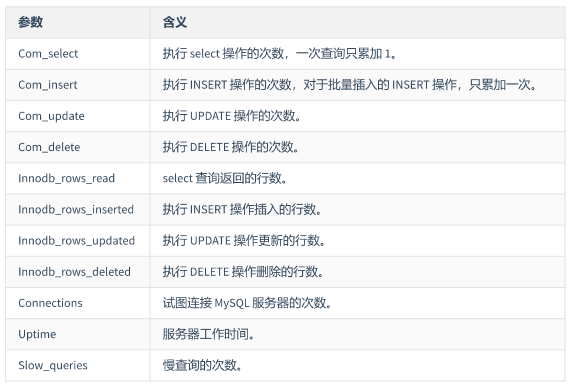 参数 含义
Com_select 执行 select 操作的次数，一次查询只累加 1。
Com_insert 执行 INSERT 操作的次数，对于批量插入的 INSERT 操作，只累加一次。
Com_update 执行 UPDATE 操作的次数。
Com_delete 执行 DELETE 操作的次数。
Innodb_rows_read select 查询返回的行数。
Innodb_rows_inserted 执行 INSERT 操作插入的行数。
Innodb_rows_updated 执行 UPDATE 操作更新的行数。
Innodb_rows_deleted 执行 DELETE 操作删除的行数。
Connections 试图连接 MySQL 服务器的次数。
Uptime 服务器工作时间。
Slow_queries 慢查询的次数。